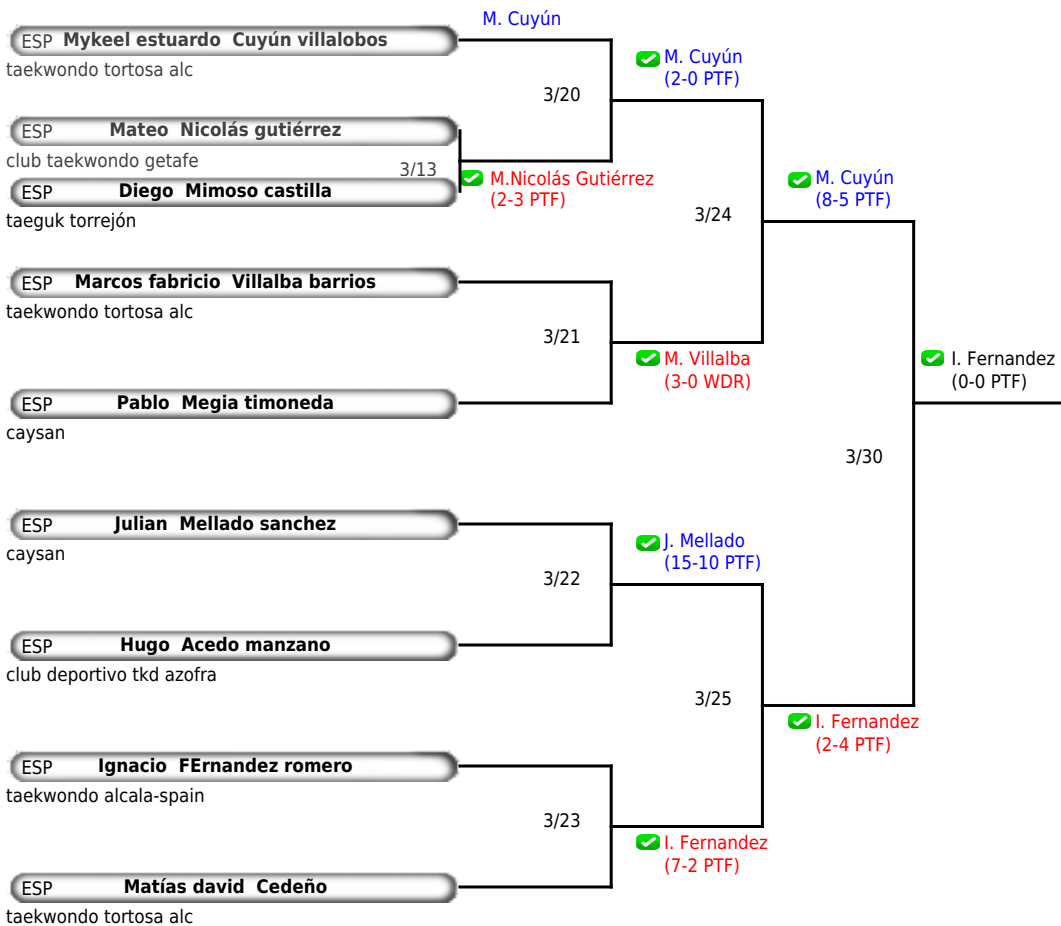 M. Cuyún
ESP Mykeel estuardo Cuyún villalobos
taekwondo tortosa alc
M. Cuyún
(2-0 PTF)
3/20
ESP Mateo Nicolás gutiérrez
club taekwondo getafe
3/13
M.Nicolás Gutiérrez
(2-3 PTF)
ESP Diego Mimoso castilla
taeguk torrejón
M. Cuyún
(8-5 PTF)
3/24
ESP Marcos fabricio Villalba barrios
taekwondo tortosa alc
3/21
M. Villalba
(3-0 WDR)
I. Fernandez
(0-0 PTF)
ESP Pablo Megia timoneda
caysan
3/30
ESP Julian Mellado sanchez
caysan
J. Mellado
(15-10 PTF)
3/22
ESP Hugo Acedo manzano
club deportivo tkd azofra
3/25
I. Fernandez
(2-4 PTF)
ESP Ignacio FErnandez romero
taekwondo alcala-spain
3/23
I. Fernandez
(7-2 PTF)
ESP Matías david Cedeño
taekwondo tortosa alc